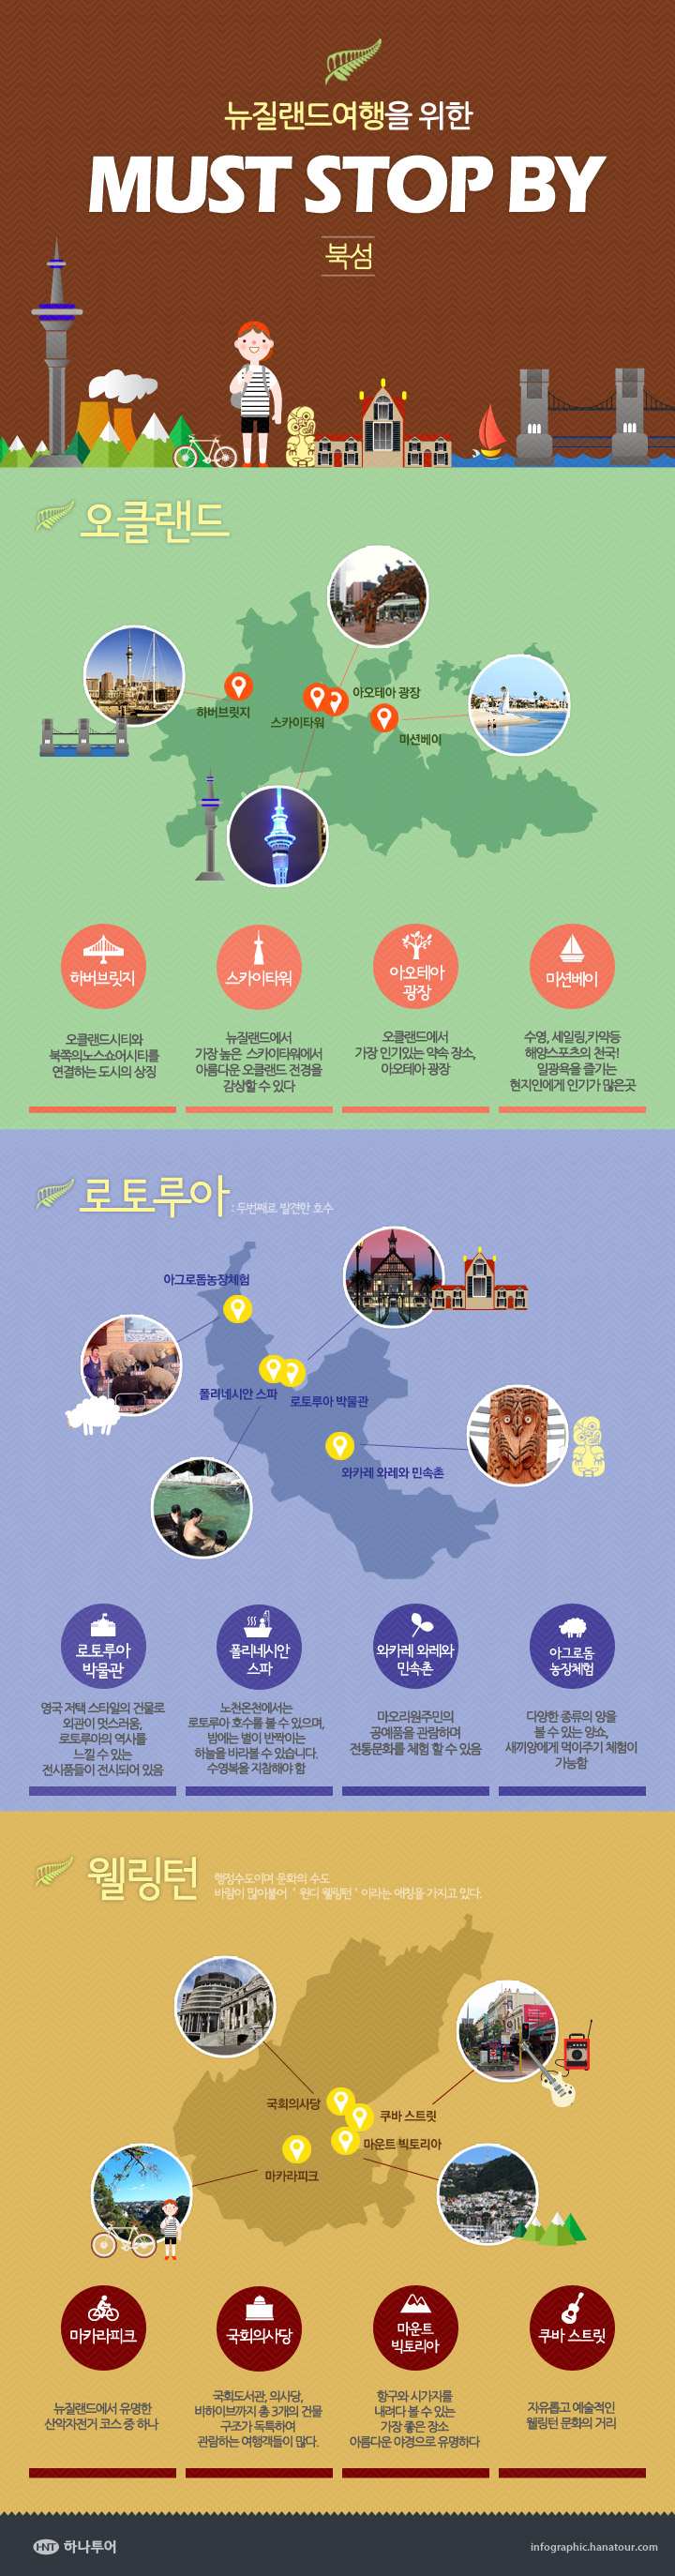 뉴질랜드여행을 위한
MUST STOP BY
북섬
오클랜드
하버브릿지
스카이타워
아오테아 광장
미션베이
하버브릿지
스카이타워
아오테아
광장
미션베이
오클랜드시티와
북쪽의노스쇼어시티를
연결하는 도시의 상징
뉴질랜드에서
가장 높은 스카이타워에서
아름다운 오클랜드 전경을
감상할 수 있다
오클랜드에서
가장 인기있는 약속 장소,
아오테아 광장
수영, 세일링,카약등
해양스포츠의 천국!
일광욕을 즐기는
현지인에게 인기가 많은곳
로토루아 : 두번째로 발견한 호수
아그로돔농장체험
폴리네시안 스파
로토루아 박물관
와카레 와레와 민속촌
로토루아
박물관
폴리네시안
스파
와카레 와레와
민속촌
아그로돔
농장체험
영국 저택 스타일의 건물로
외관이 멋스러움,
로토루아의 역사를
느낄 수 있는
전시품들이 전시되어 있음
노천온천에서는
로토루아 호수를 볼 수 있으며,
밤에는 별이 반짝이는
하늘을 바라볼 수 있습니다.
수영복을 지참해야 함
마오리원주민의
공예품을 관람하며
전통문화를 체험 할 수 있음
다양한 종류의 양을
볼 수 있는 양쇼,
새끼양에게 먹이주기 체험이
가능함
웰링턴
행정수도이며 문화의 수도
바람이 많이불어 ' 윈디 웰링턴 ' 이라는 애칭을 가지고 있다.
국회의사당
쿠바 스트릿
마운트 빅토리아
마카라피크
마카라피크
국회의사당
마운트
빅토리아
쿠바 스트릿
뉴질랜드에서 유명한
산악자전거 코스 중 하나
국회도서관, 의사당,
비하이브까지 총 3개의 건물
구조가 독특하여
관람하는 여행객들이 많다.
항구와 시가지를
내려다 볼 수 있는
가장 좋은 장소
아름다운 야경으로 유명하다
자유롭고 예술적인
웰링턴 문화의 거리
HNT 하나투어
infographic.hanatour.com